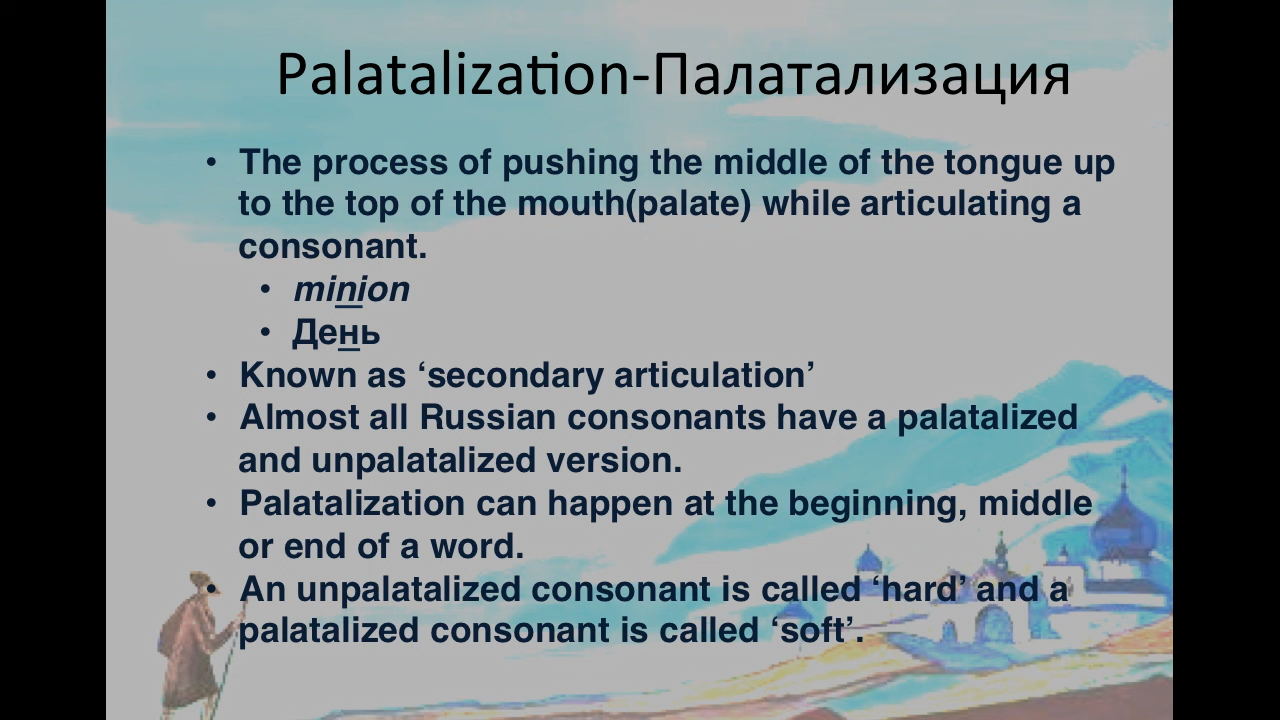 Palatalization-Палатализация
• The process of pushing the middle of the tongue up
to the top of the mouth(palate) while articulating a
consonant.
• minion
• День
• Known as ‘secondary articulation’
• Almost all Russian consonants have a palatalized
and unpalatalized version.
• Palatalization can happen at the beginning, middle
or end of a word.
• An unpalatalized consonant is called ‘hard’ and a
palatalized consonant is called ‘soft’.